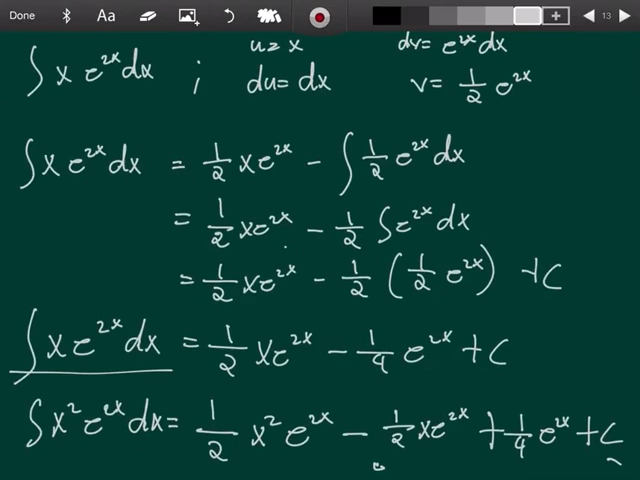 Done Aa 13
∫ x e^{2x} dx ; u = x dv = e^{2x} dx
du = dx v = 1/2 e^{2x}
∫ x e^{2x} dx = 1/2 x e^{2x} - ∫ 1/2 e^{2x} dx
= 1/2 x e^{2x} - 1/2 ∫ e^{2x} dx
= 1/2 x e^{2x} - 1/2 ( 1/2 e^{2x} ) + C
∫ x e^{2x} dx = 1/2 x e^{2x} - 1/4 e^{2x} + C
∫ x^2 e^{2x} dx = 1/2 x^2 e^{2x} - 1/2 x e^{2x} + 1/4 e^{2x} + C